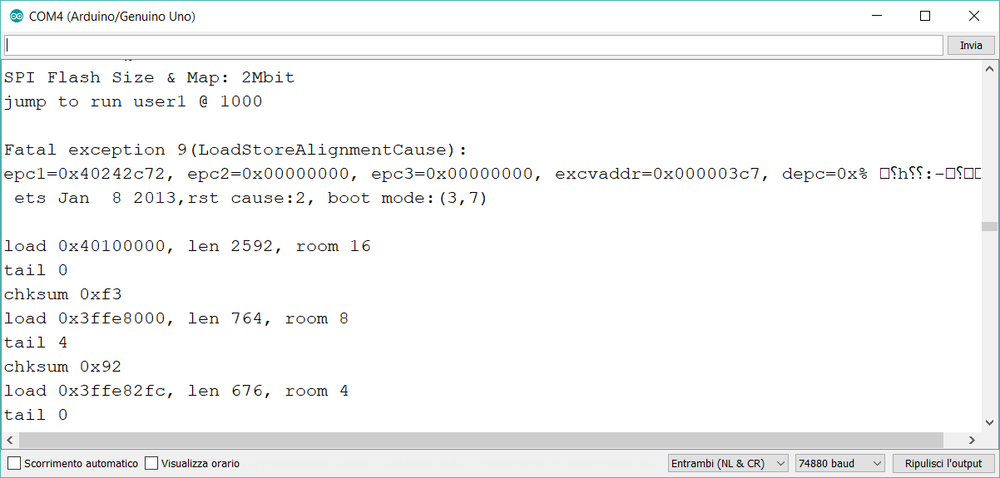 COM4 (Arduino/Genuino Uno)
Invia
SPI Flash Size & Map: 2Mbit
jump to run user1 @ 1000
Fatal exception 9(LoadStoreAlignmentCause):
epc1=0x40242c72, epc2=0x00000000, epc3=0x00000000, excvaddr=0x000003c7, depc=0x% □⸮h⸮⸮:–□⸮□□
ets Jan  8 2013,rst cause:2, boot mode:(3,7)
load 0x40100000, len 2592, room 16
tail 0
chksum 0xf3
load 0x3ffe8000, len 764, room 8
tail 4
chksum 0x92
load 0x3ffe82fc, len 676, room 4
tail 0
Scorrimento automatico Visualizza orario Entrambi (NL & CR) 74880 baud Ripulisci l'output